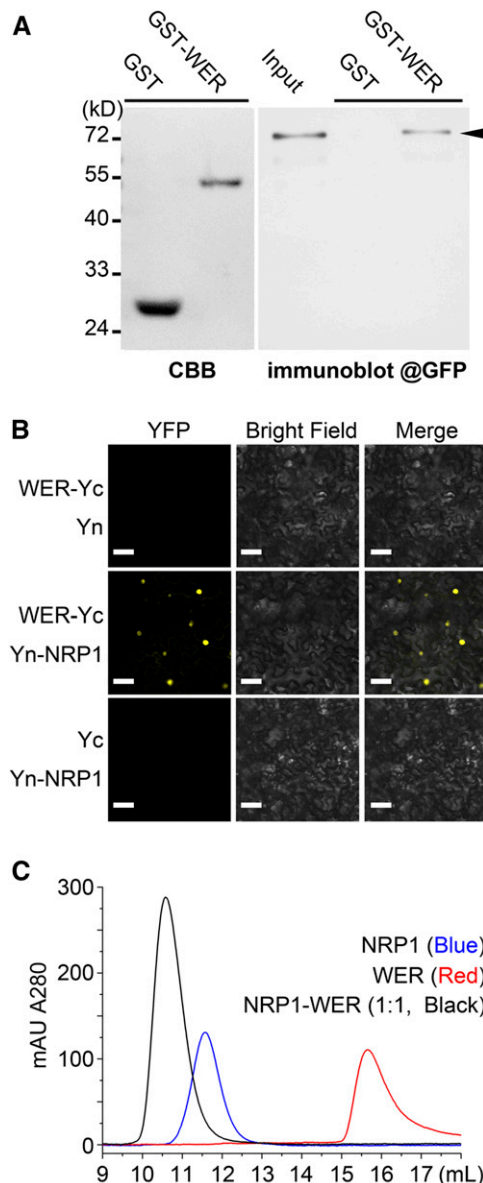 A
GST
GST-WER
Input
GST
GST-WER
(kD)
72
55
40
33
24
CBB
immunoblot @GFP
B
YFP
Bright Field
Merge
WER-Yc
Yn
WER-Yc
Yn-NRP1
Yc
Yn-NRP1
C
300
200
100
0
mAU A280
NRP1 (Blue)
WER (Red)
NRP1-WER (1:1, Black)
9 10 11 12 13 14 15 16 17 (mL)